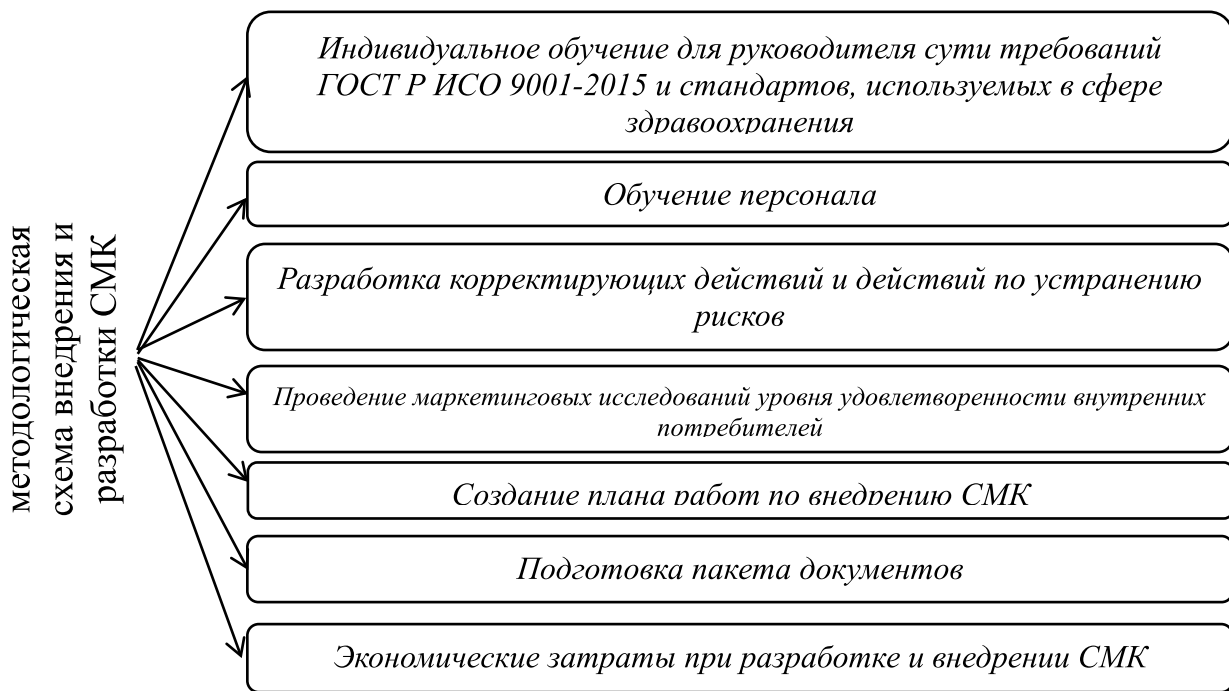 методологическая
схема внедрения и
разработки СМК
Индивидуальное обучение для руководителя сути требований
ГОСТ Р ИСО 9001-2015 и стандартов, используемых в сфере
здравоохранения
Обучение персонала
Разработка корректирующих действий и действий по устранению
рисков
Проведение маркетинговых исследований уровня удовлетворенности внутренних
потребителей
Создание плана работ по внедрению СМК
Подготовка пакета документов
Экономические затраты при разработке и внедрении СМК